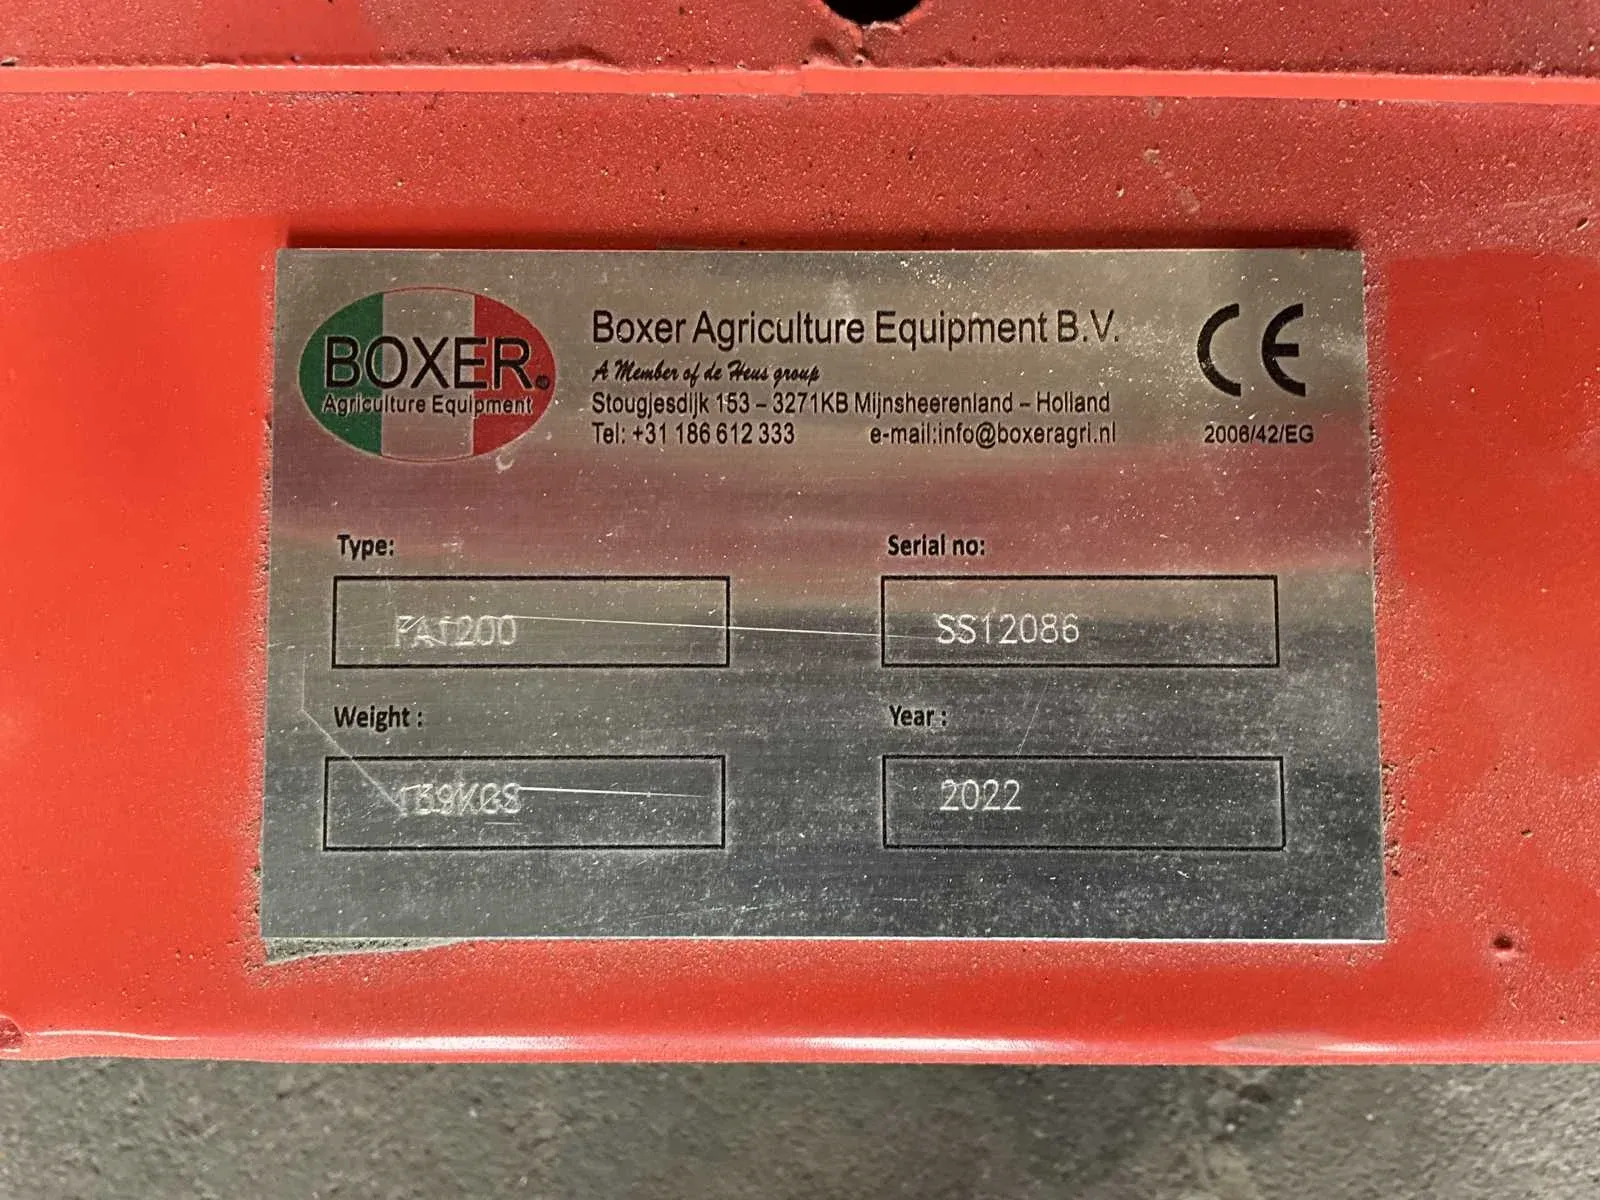 BOXER®
Agriculture Equipment
Boxer Agriculture Equipment B.V.
A Member of de Heus group
Stougjesdijk 153 – 3271KB Mijnsheerenland – Holland
Tel: +31 186 612 333 e-mail:info@boxeragri.nl
CE
2006/42/EG
Type: Serial no:
FA1200 SS12086
Weight : Year :
139KGS 2022